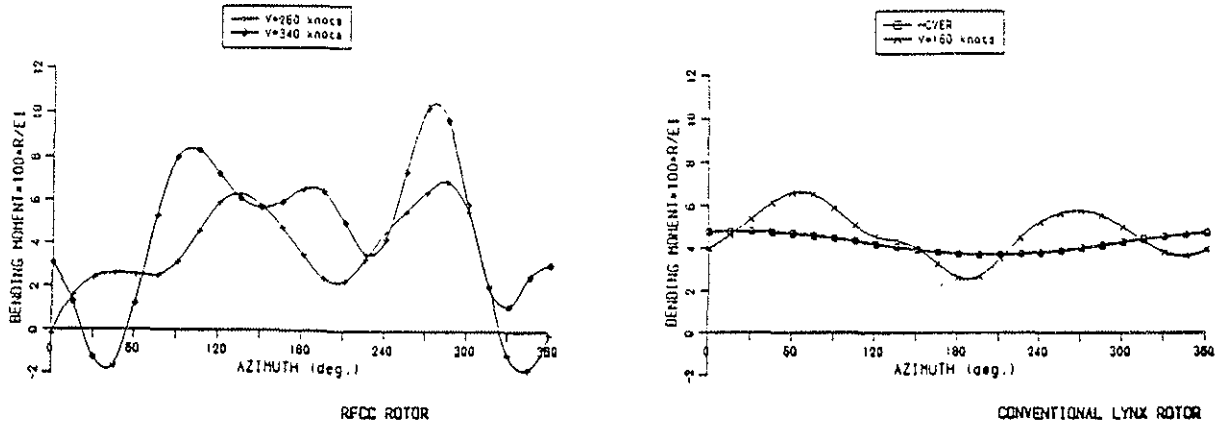 V=260 knots
V=340 knots
BENDING MOMENT*100*R/EI
12
10
8
6
4
2
0
-2
0 60 120 180 240 300 360
AZIMUTH (deg.)
RFCC ROTOR
V=160 knots
BENDING MOMENT*100*R/EI
12
10
8
6
4
2
0
-2
0 60 120 180 240 300 360
AZIMUTH (deg.)
CONVENTIONAL LYNX ROTOR